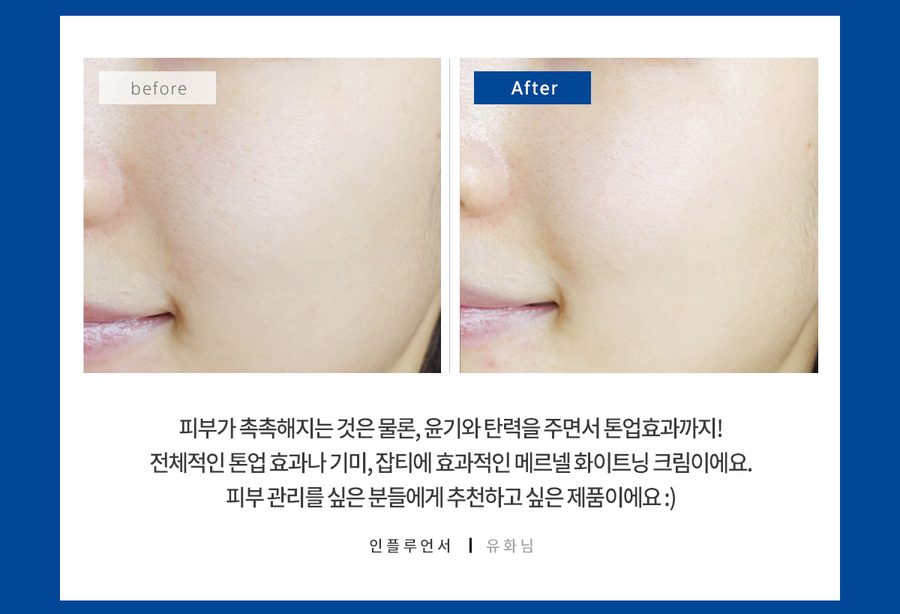 before
After
피부가 촉촉해지는 것은 물론, 윤기와 탄력을 주면서 톤업효과까지!
전체적인 톤업 효과나 기미, 잡티에 효과적인 메르넬 화이트닝 크림이에요.
피부 관리를 싶은 분들에게 추천하고 싶은 제품이에요 :)
인플루언서 | 유화님